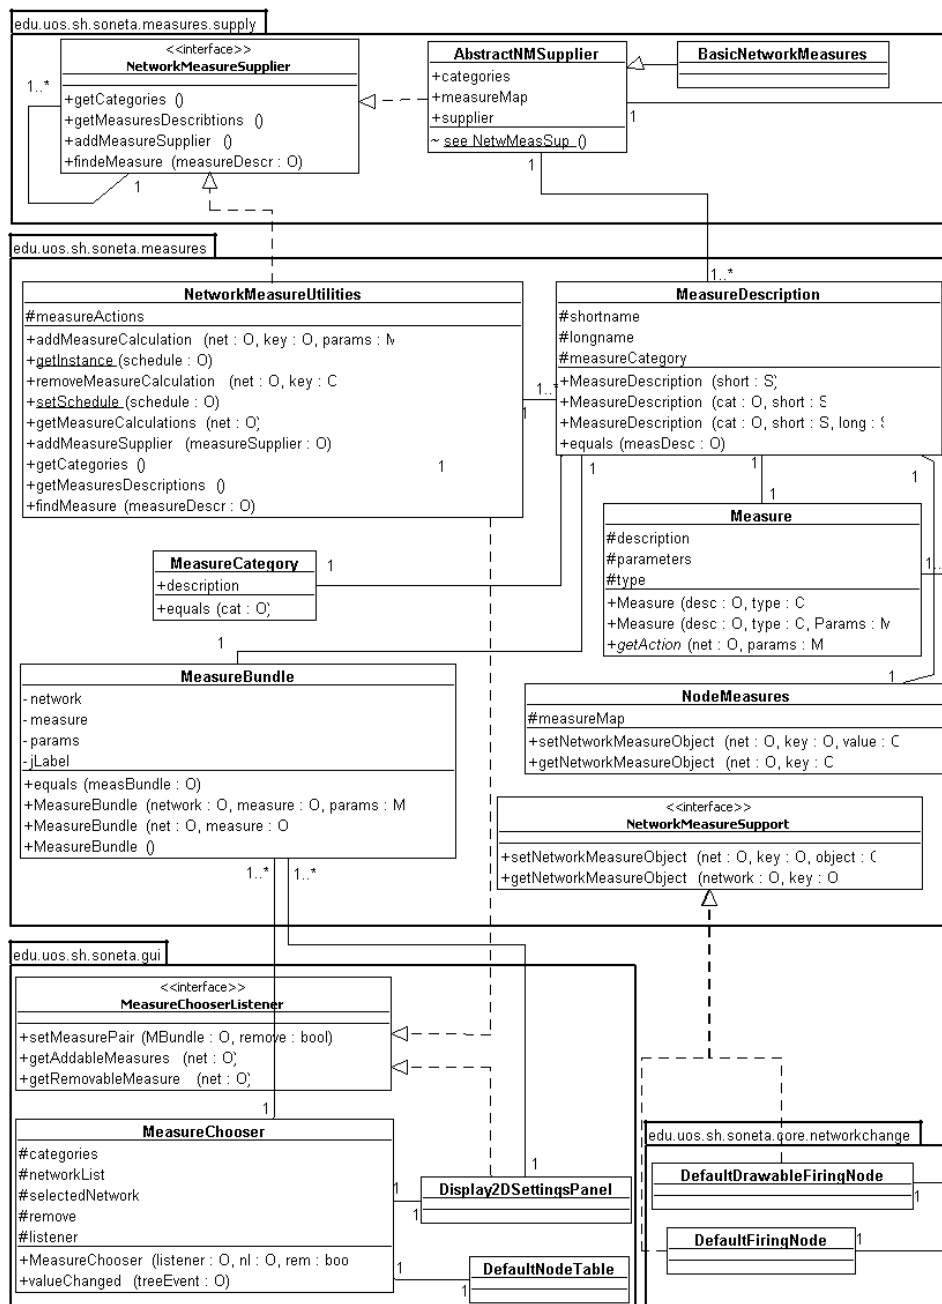 edu.uos.sh.soneta.measures.supply
<<interface>>
NetworkMeasureSupplier
+getCategories ()
+getMeasuresDescribtions ()
+addMeasureSupplier ()
+findeMeasure (measureDescr : O)
1..*
1
AbstractNMSupplier
+categories
+measureMap
+supplier
~ see NetwMeasSup ()
1
1
BasicNetworkMeasures
edu.uos.sh.soneta.measures
1..*
NetworkMeasureUtilities
#measureActions
+addMeasureCalculation (net : O, key : O, params : M
+getInstance (schedule : O)
+removeMeasureCalculation (net : O, key : C
+setSchedule (schedule : O)
+getMeasureCalculations (net : O)
+addMeasureSupplier (measureSupplier : O)
+getCategories ()
+getMeasuresDescriptions ()
+findMeasure (measureDescr : O)
1
1
1..*
MeasureDescription
#shortname
#longname
#measureCategory
+MeasureDescription (short : S)
+MeasureDescription (cat : O, short : S
+MeasureDescription (cat : O, short : S, long : S
+equals (measDesc : O)
1
1
1
1
Measure
#description
#parameters
#type
+Measure (desc : O, type : C
+Measure (desc : O, type : C, Params : M
+getAction (net : O, params : M
1..
MeasureCategory
+description
+equals (cat : O)
1
1
MeasureBundle
- network
- measure
- params
- jLabel
+equals (measBundle : O)
+MeasureBundle (network : O, measure : O, params : M
+MeasureBundle (net : O, measure : O
+MeasureBundle ()
1..*
1..*
1
NodeMeasures
#measureMap
+setNetworkMeasureObject (net : O, key : O, value : C
+getNetworkMeasureObject (net : O, key : C
<<interface>>
NetworkMeasureSupport
+setNetworkMeasureObject (net : O, key : O, object : C
+getNetworkMeasureObject (network : O, key : O
edu.uos.sh.soneta.gui
<<interface>>
MeasureChooserListener
+setMeasurePair (MBundle : O, remove : bool)
+getAddableMeasures (net : O)
+getRemovableMeasure (net : O)
1
MeasureChooser
#categories
#networkList
#selectedNetwork
#remove
#listener
+MeasureChooser (listener : O, nl : O, rem : boo
+valueChanged (treeEvent : O)
1
1
1
Display2DSettingsPanel
1
1
DefaultNodeTable
edu.uos.sh.soneta.core.networkchange
DefaultDrawableFiringNode
1
DefaultFiringNode
1